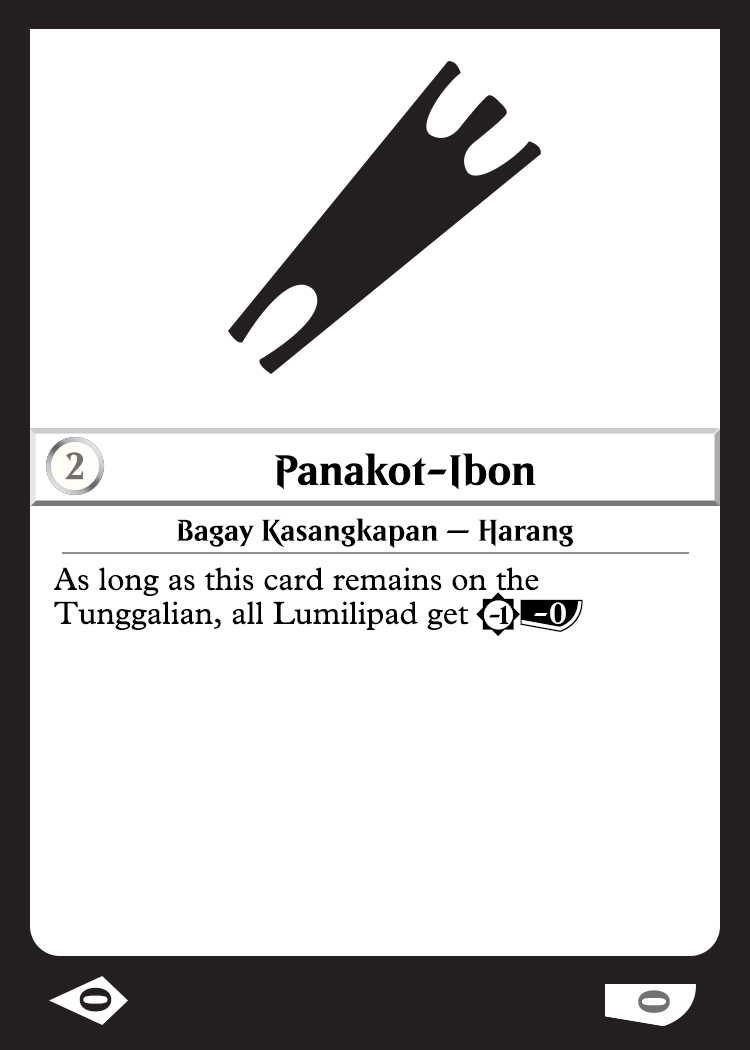 2
Panakot-Ibon
Bagay Kasangkapan — Harang
As long as this card remains on the
Tunggalian, all Lumilipad get -1 -0
0
0